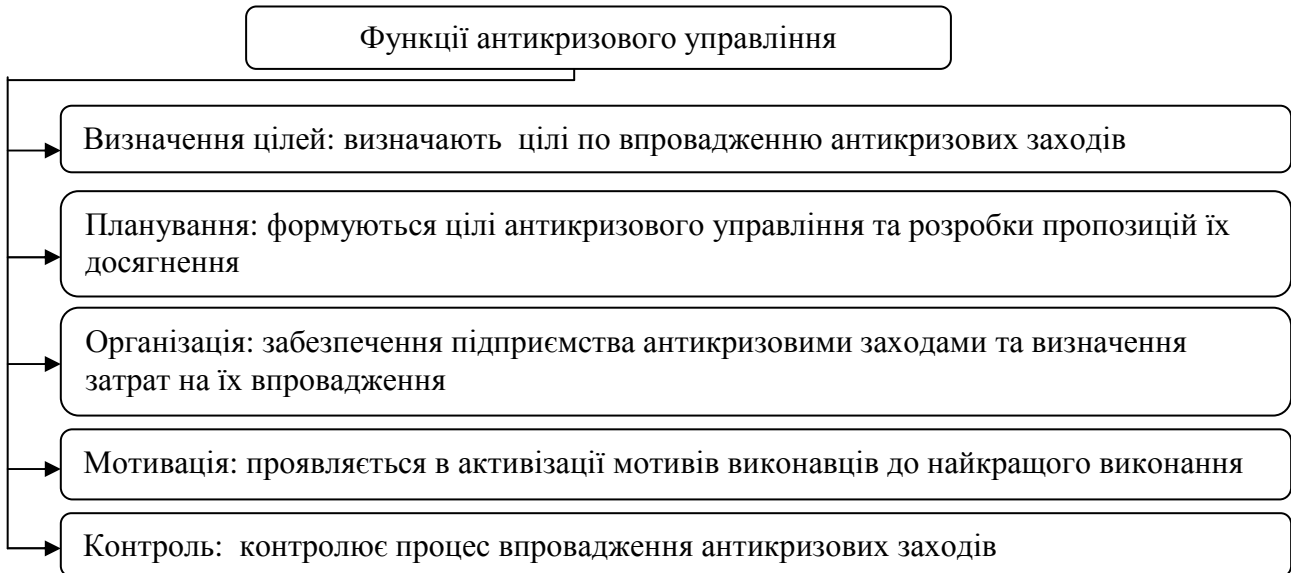 Функції антикризового управління
Визначення цілей: визначають цілі по впровадженню антикризових заходів
Планування: формуються цілі антикризового управління та розробки пропозицій їх
досягнення
Організація: забезпечення підприємства антикризовими заходами та визначення
затрат на їх впровадження
Мотивація: проявляється в активізації мотивів виконавців до найкращого виконання
Контроль: контролює процес впровадження антикризових заходів